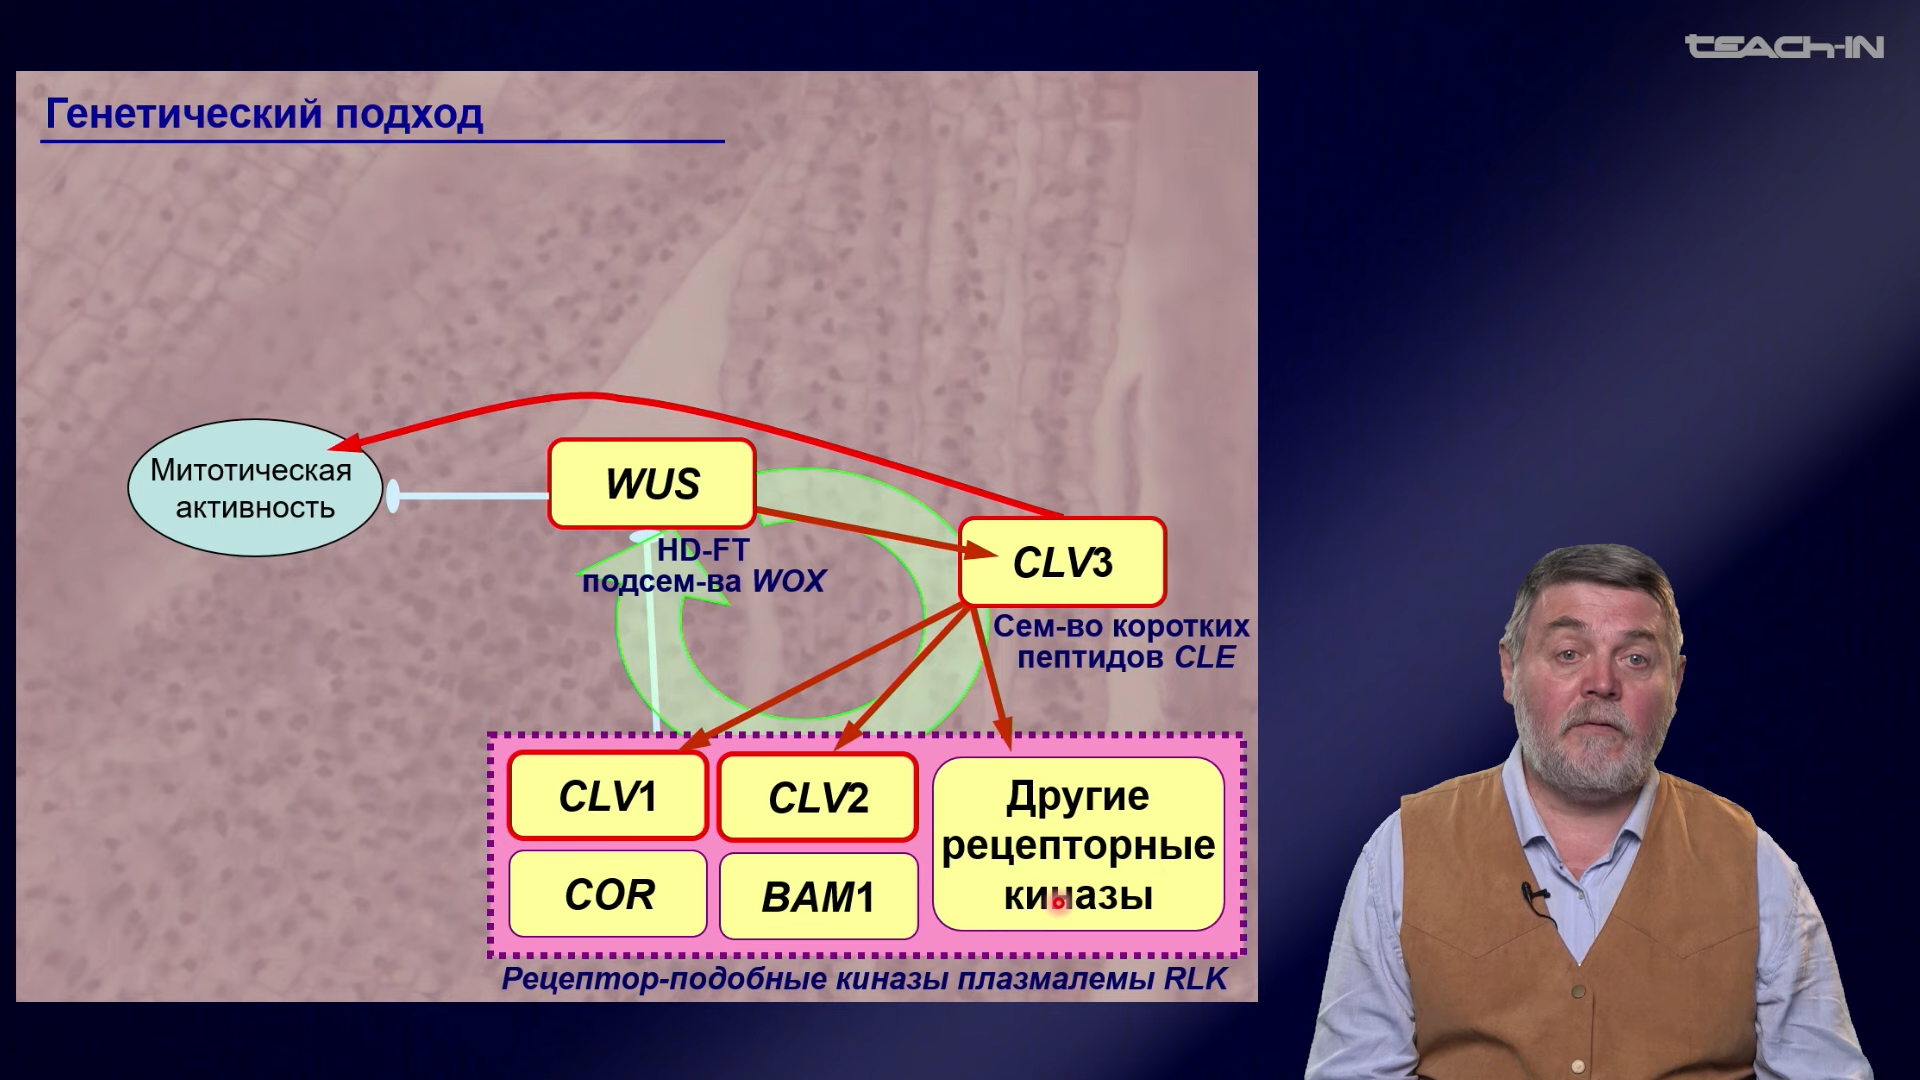 TEACH-IN
Генетический подход
Митотическая
активность
WUS
HD-FT
подсем-ва WOX
CLV3
Сем-во коротких
пептидов CLE
CLV1
CLV2
Другие
рецепторные
киназы
COR
BAM1
Рецептор-подобные киназы плазмалемы RLK